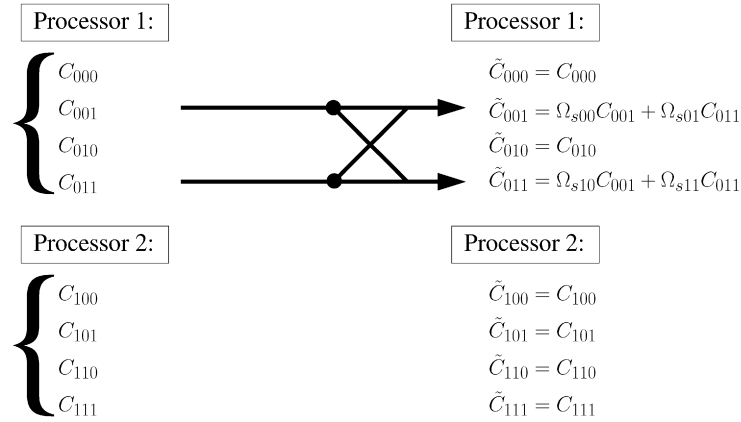 Processor 1: Processor 1:
C₀₀₀ C̃₀₀₀ = C₀₀₀
C₀₀₁ C̃₀₀₁ = Ωₛ₀₀C₀₀₁ + Ωₛ₀₁C₀₁₁
C₀₁₀ C̃₀₁₀ = C₀₁₀
C₀₁₁ C̃₀₁₁ = Ωₛ₁₀C₀₀₁ + Ωₛ₁₁C₀₁₁
Processor 2: Processor 2:
C₁₀₀ C̃₁₀₀ = C₁₀₀
C₁₀₁ C̃₁₀₁ = C₁₀₁
C₁₁₀ C̃₁₁₀ = C₁₁₀
C₁₁₁ C̃₁₁₁ = C₁₁₁